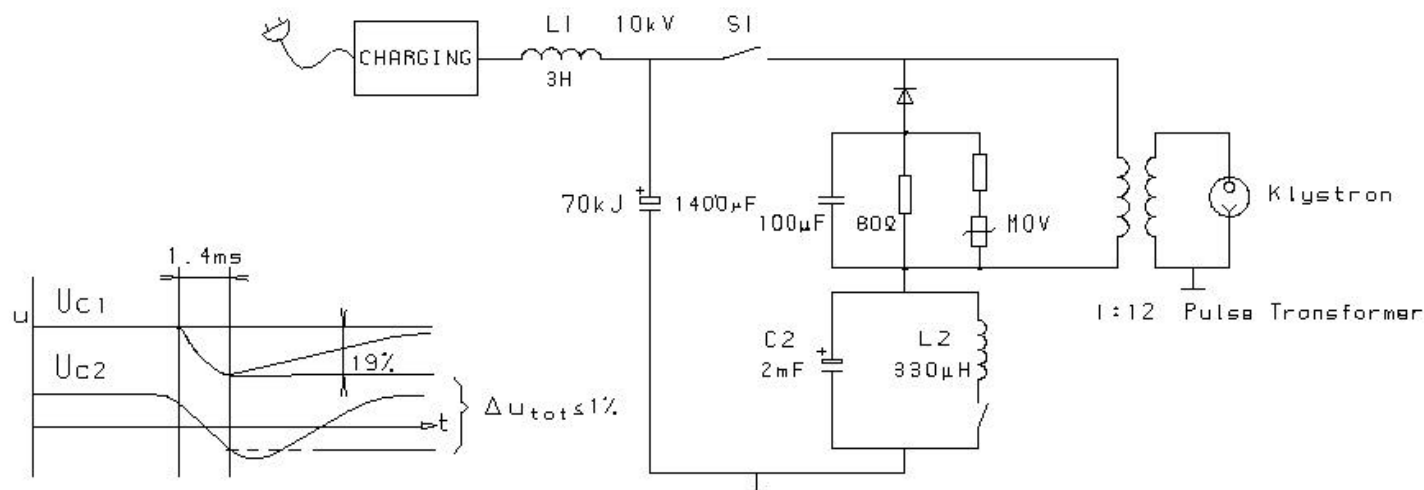 L1 10kV S1
CHARGING
3H
70kJ + 1400µF
100µF 80Ω MOV
Klystron
1:12 Pulse Transformer
C2 + L2
2mF 330µH
1.4ms
u UC1
19%
UC2
t Δutot≤1%